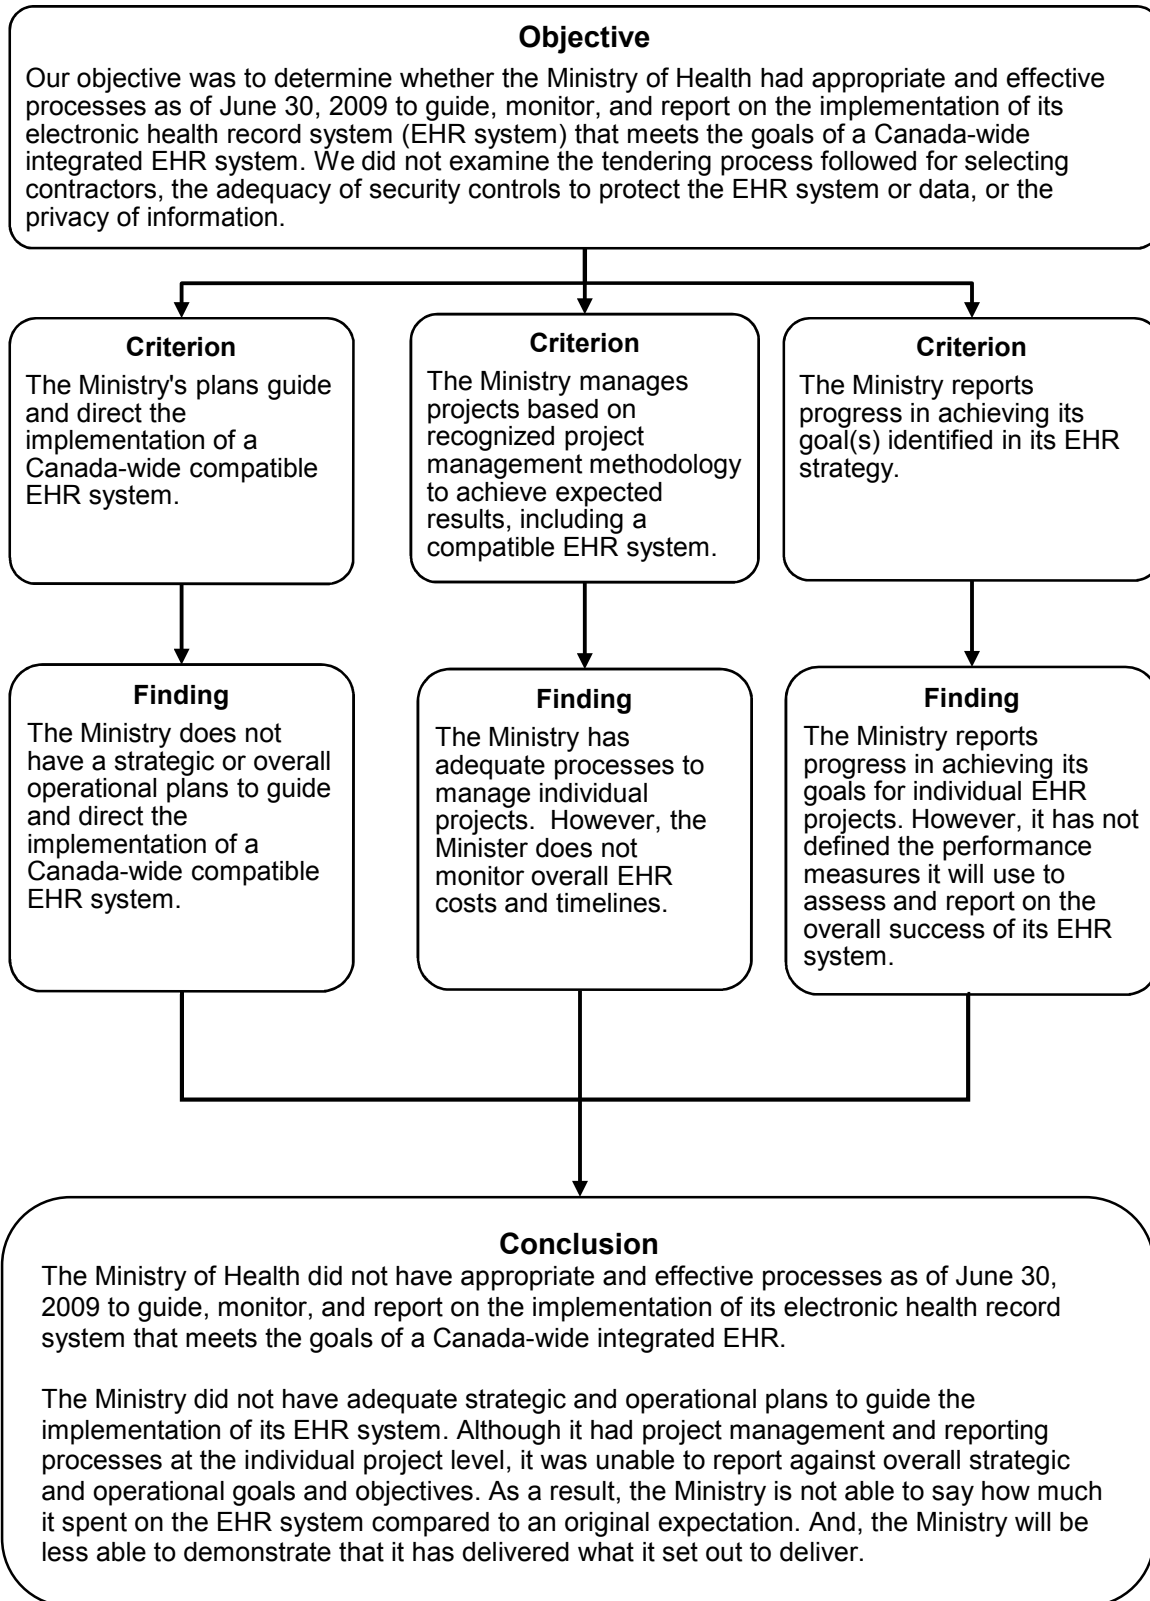 Objective
Our objective was to determine whether the Ministry of Health had appropriate and effective
processes as of June 30, 2009 to guide, monitor, and report on the implementation of its
electronic health record system (EHR system) that meets the goals of a Canada-wide
integrated EHR system. We did not examine the tendering process followed for selecting
contractors, the adequacy of security controls to protect the EHR system or data, or the
privacy of information.
Criterion
The Ministry's plans guide
and direct the
implementation of a
Canada-wide compatible
EHR system.
Criterion
The Ministry manages
projects based on
recognized project
management methodology
to achieve expected
results, including a
compatible EHR system.
Criterion
The Ministry reports
progress in achieving its
goal(s) identified in its EHR
strategy.
Finding
The Ministry does not
have a strategic or overall
operational plans to guide
and direct the
implementation of a
Canada-wide compatible
EHR system.
Finding
The Ministry has
adequate processes to
manage individual
projects.  However, the
Minister does not
monitor overall EHR
costs and timelines.
Finding
The Ministry reports
progress in achieving its
goals for individual EHR
projects. However, it has not
defined the performance
measures it will use to
assess and report on the
overall success of its EHR
system.
Conclusion
The Ministry of Health did not have appropriate and effective processes as of June 30,
2009 to guide, monitor, and report on the implementation of its electronic health record
system that meets the goals of a Canada-wide integrated EHR.
The Ministry did not have adequate strategic and operational plans to guide the
implementation of its EHR system. Although it had project management and reporting
processes at the individual project level, it was unable to report against overall strategic
and operational goals and objectives. As a result, the Ministry is not able to say how much
it spent on the EHR system compared to an original expectation. And, the Ministry will be
less able to demonstrate that it has delivered what it set out to deliver.